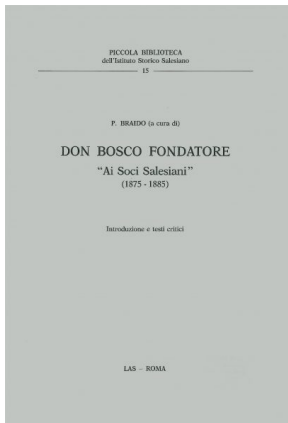 PICCOLA BIBLIOTECA
dell'Istituto Storico Salesiano
15
P. BRAIDO (a cura di)
DON BOSCO FONDATORE
"Ai Soci Salesiani"
(1875 - 1885)
Introduzione e testi critici
LAS - ROMA